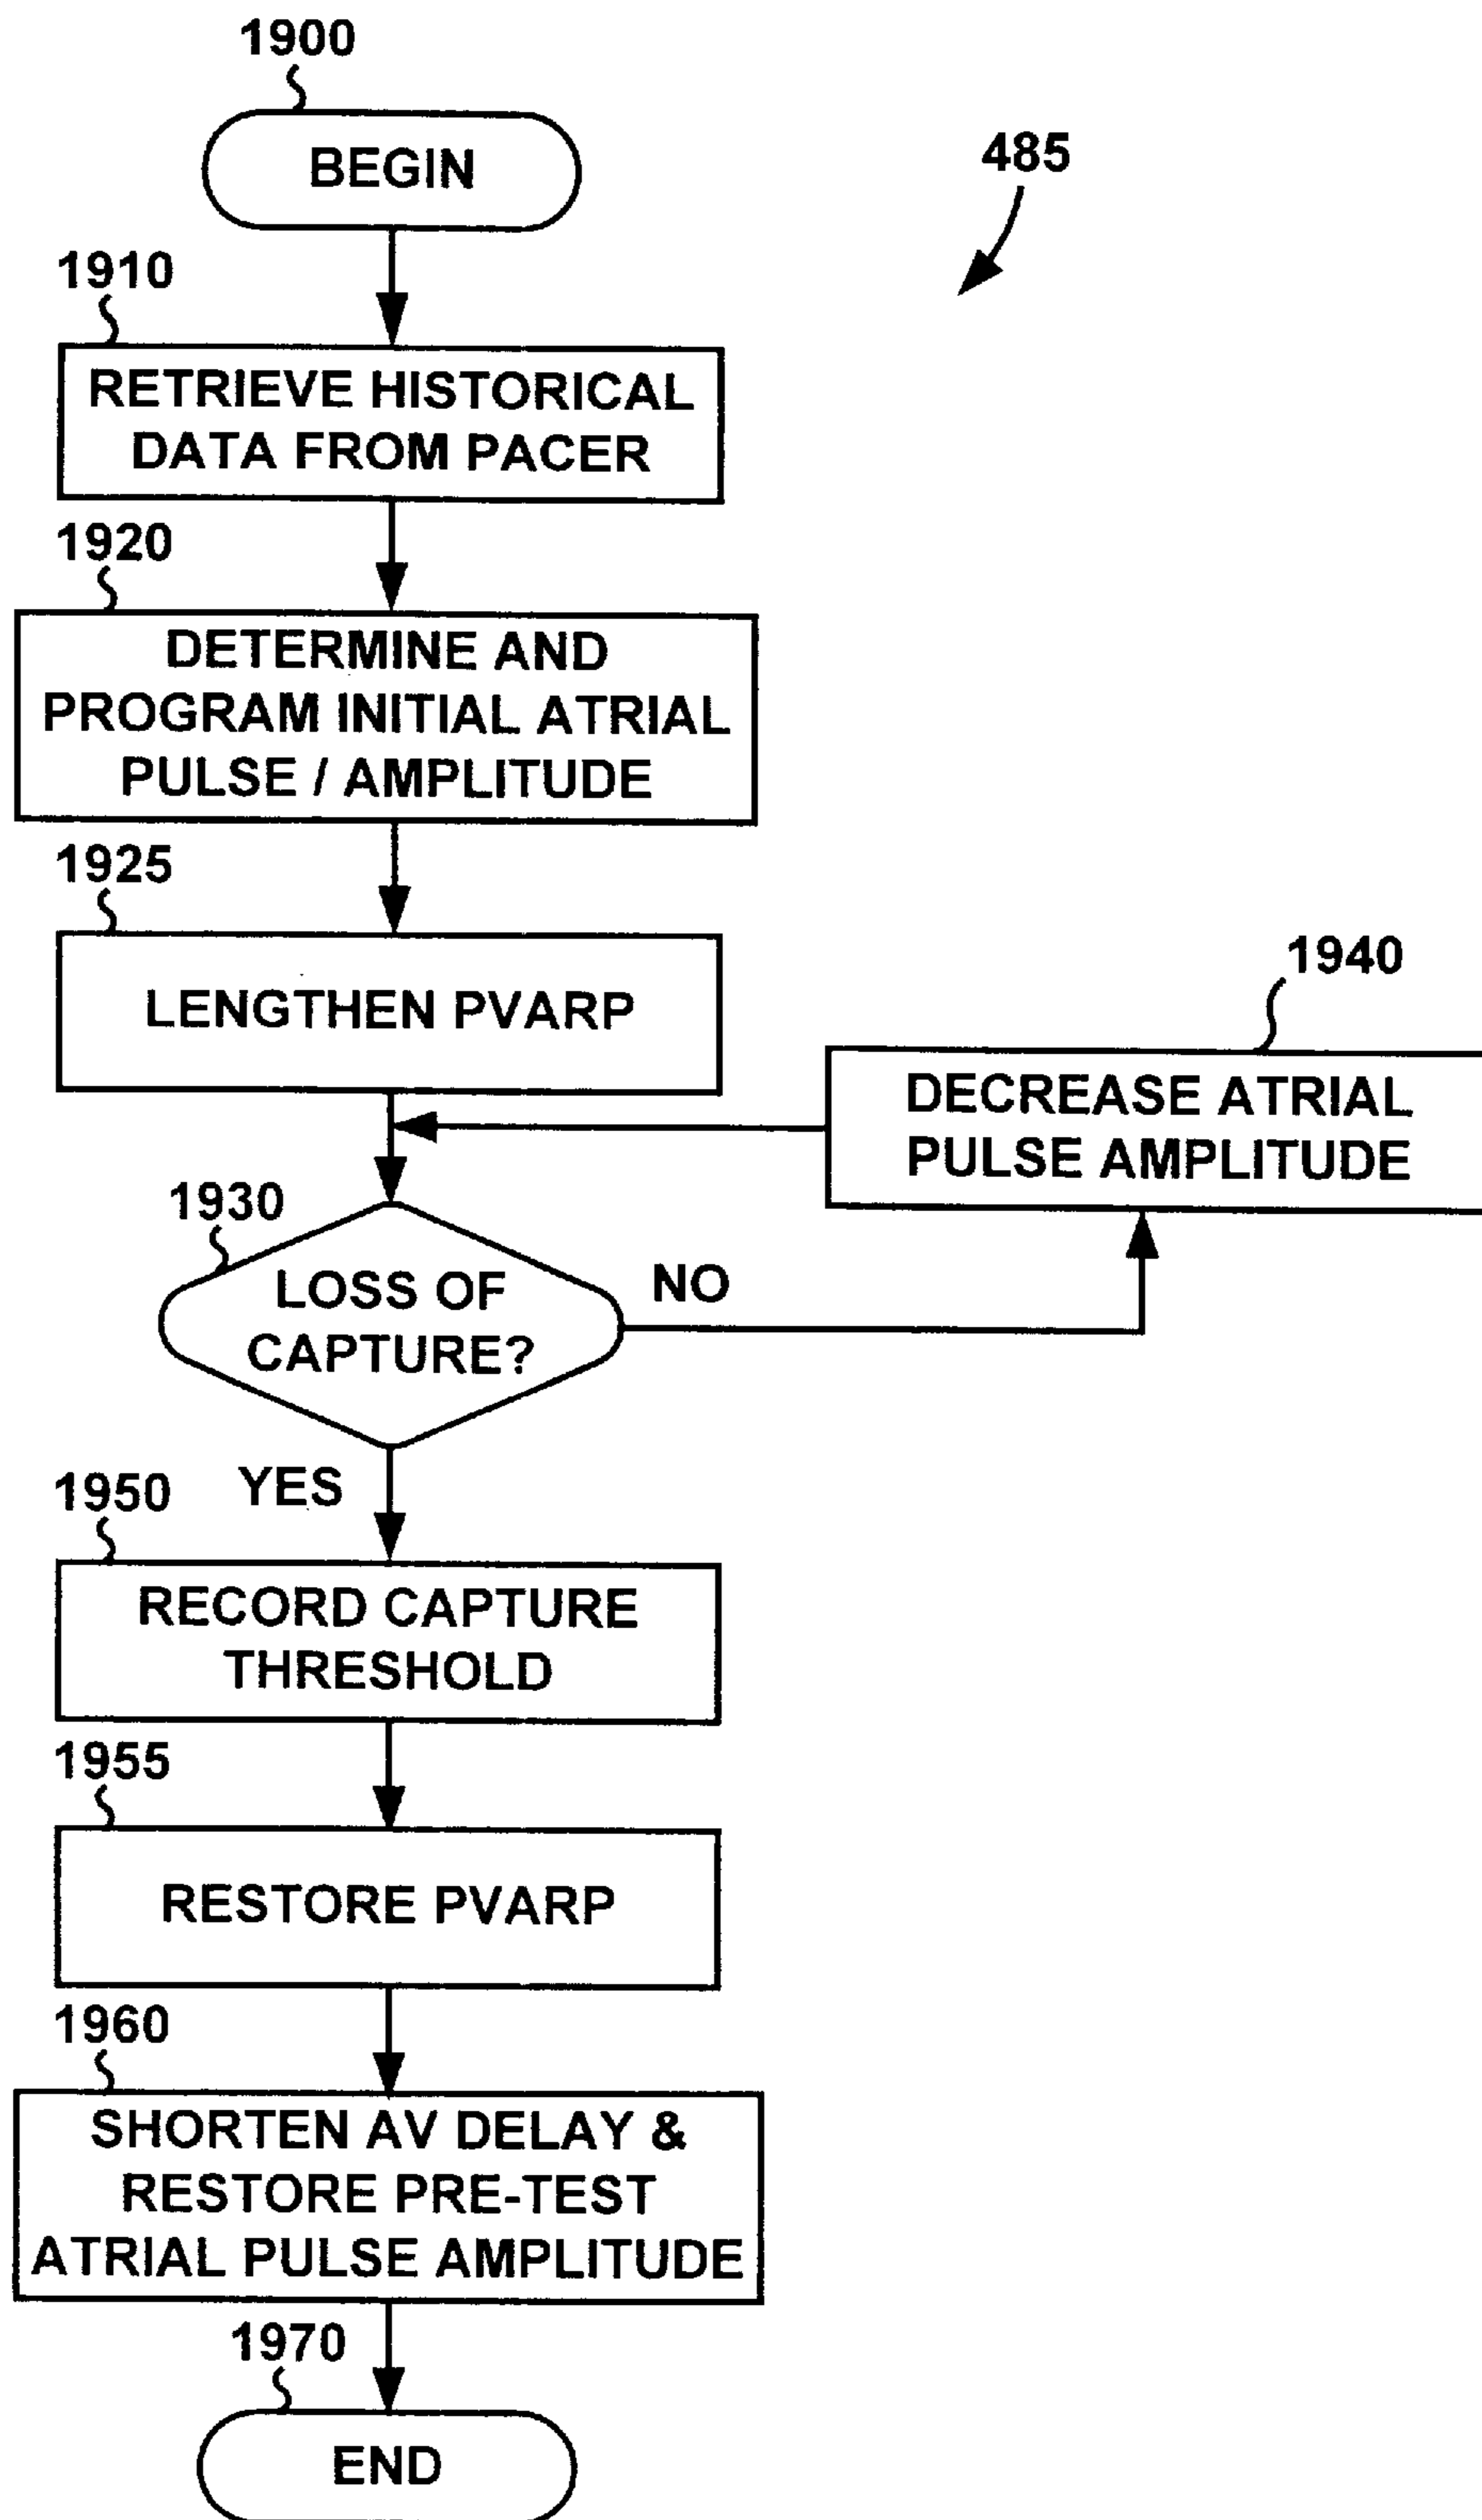 1900
BEGIN
485
1910
RETRIEVE HISTORICAL
DATA FROM PACER
1920
DETERMINE AND
PROGRAM INITIAL ATRIAL
PULSE / AMPLITUDE
1925
LENGTHEN PVARP
1940
DECREASE ATRIAL
PULSE AMPLITUDE
1930
LOSS OF
CAPTURE?
NO
YES
1950
RECORD CAPTURE
THRESHOLD
1955
RESTORE PVARP
1960
SHORTEN AV DELAY &
RESTORE PRE-TEST
ATRIAL PULSE AMPLITUDE
1970
END